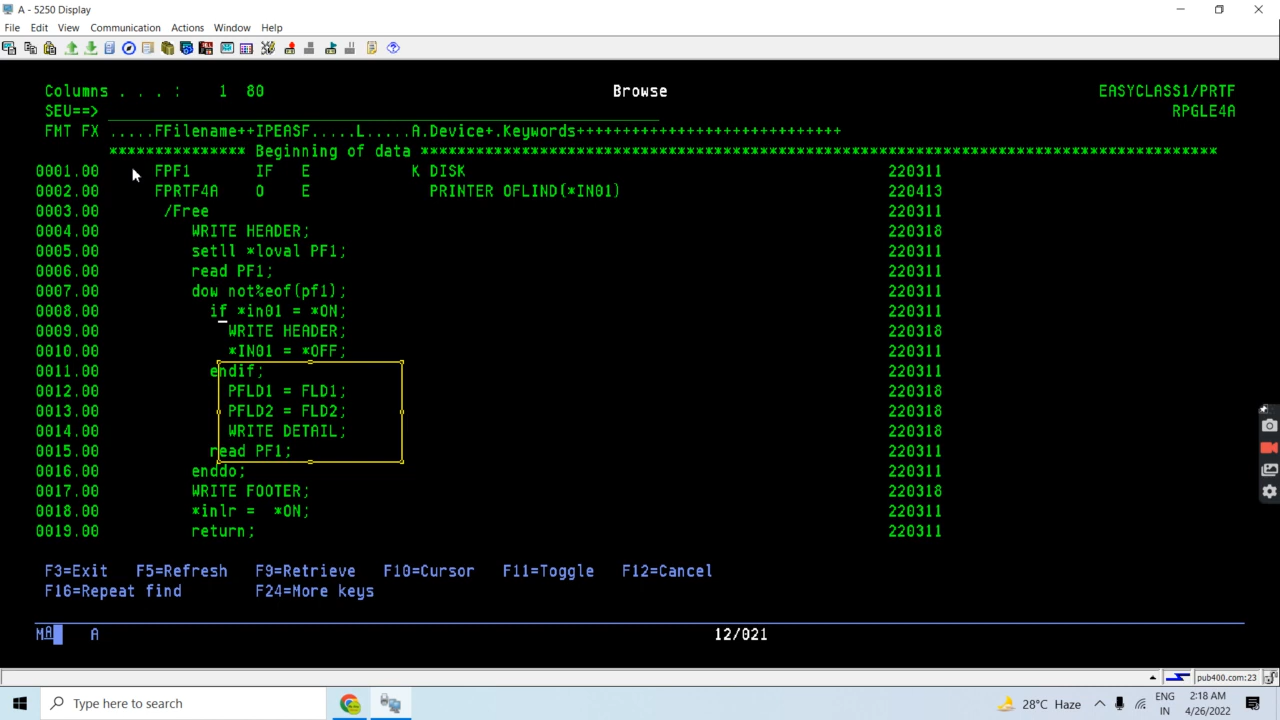 A - 5250 Display
File Edit View Communication Actions Window Help
Columns . . . : 1 80 Browse EASYCLASS1/PRTF
SEU==> RPGLE4A
FMT FX .....FFilename++IPEASF.....L.....A.Device+.Keywords+++++++++++++++++++++++++++++
*************** Beginning of data ***************************************************************************************
0001.00 FPF1 IF E K DISK 220311
0002.00 FPRTF4A O E PRINTER OFLIND(*IN01) 220413
0003.00 /Free 220311
0004.00 WRITE HEADER; 220318
0005.00 setll *loval PF1; 220311
0006.00 read PF1; 220311
0007.00 dow not%eof(pf1); 220311
0008.00 if *in01 = *ON; 220311
0009.00 WRITE HEADER; 220318
0010.00 *IN01 = *OFF; 220311
0011.00 endif; 220311
0012.00 PFLD1 = FLD1; 220318
0013.00 PFLD2 = FLD2; 220318
0014.00 WRITE DETAIL; 220318
0015.00 read PF1; 220311
0016.00 enddo; 220311
0017.00 WRITE FOOTER; 220318
0018.00 *inlr = *ON; 220311
0019.00 return; 220311
F3=Exit F5=Refresh F9=Retrieve F10=Cursor F11=Toggle F12=Cancel
F16=Repeat find F24=More keys
MA A 12/021
pub400.com:23
Type here to search 28°C Haze ENG IN 2:18 AM 4/26/2022